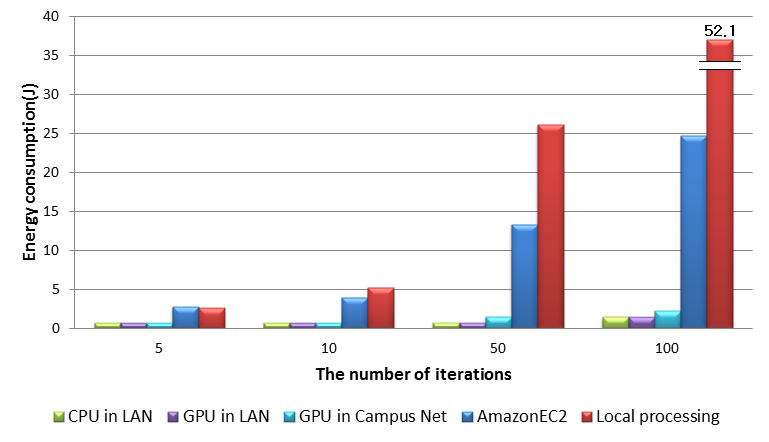 40
52.1
35
30
25
20
15
10
5
0
Energy consumption(J)
5 10 50 100
The number of iterations
CPU in LAN GPU in LAN GPU in Campus Net AmazonEC2 Local processing